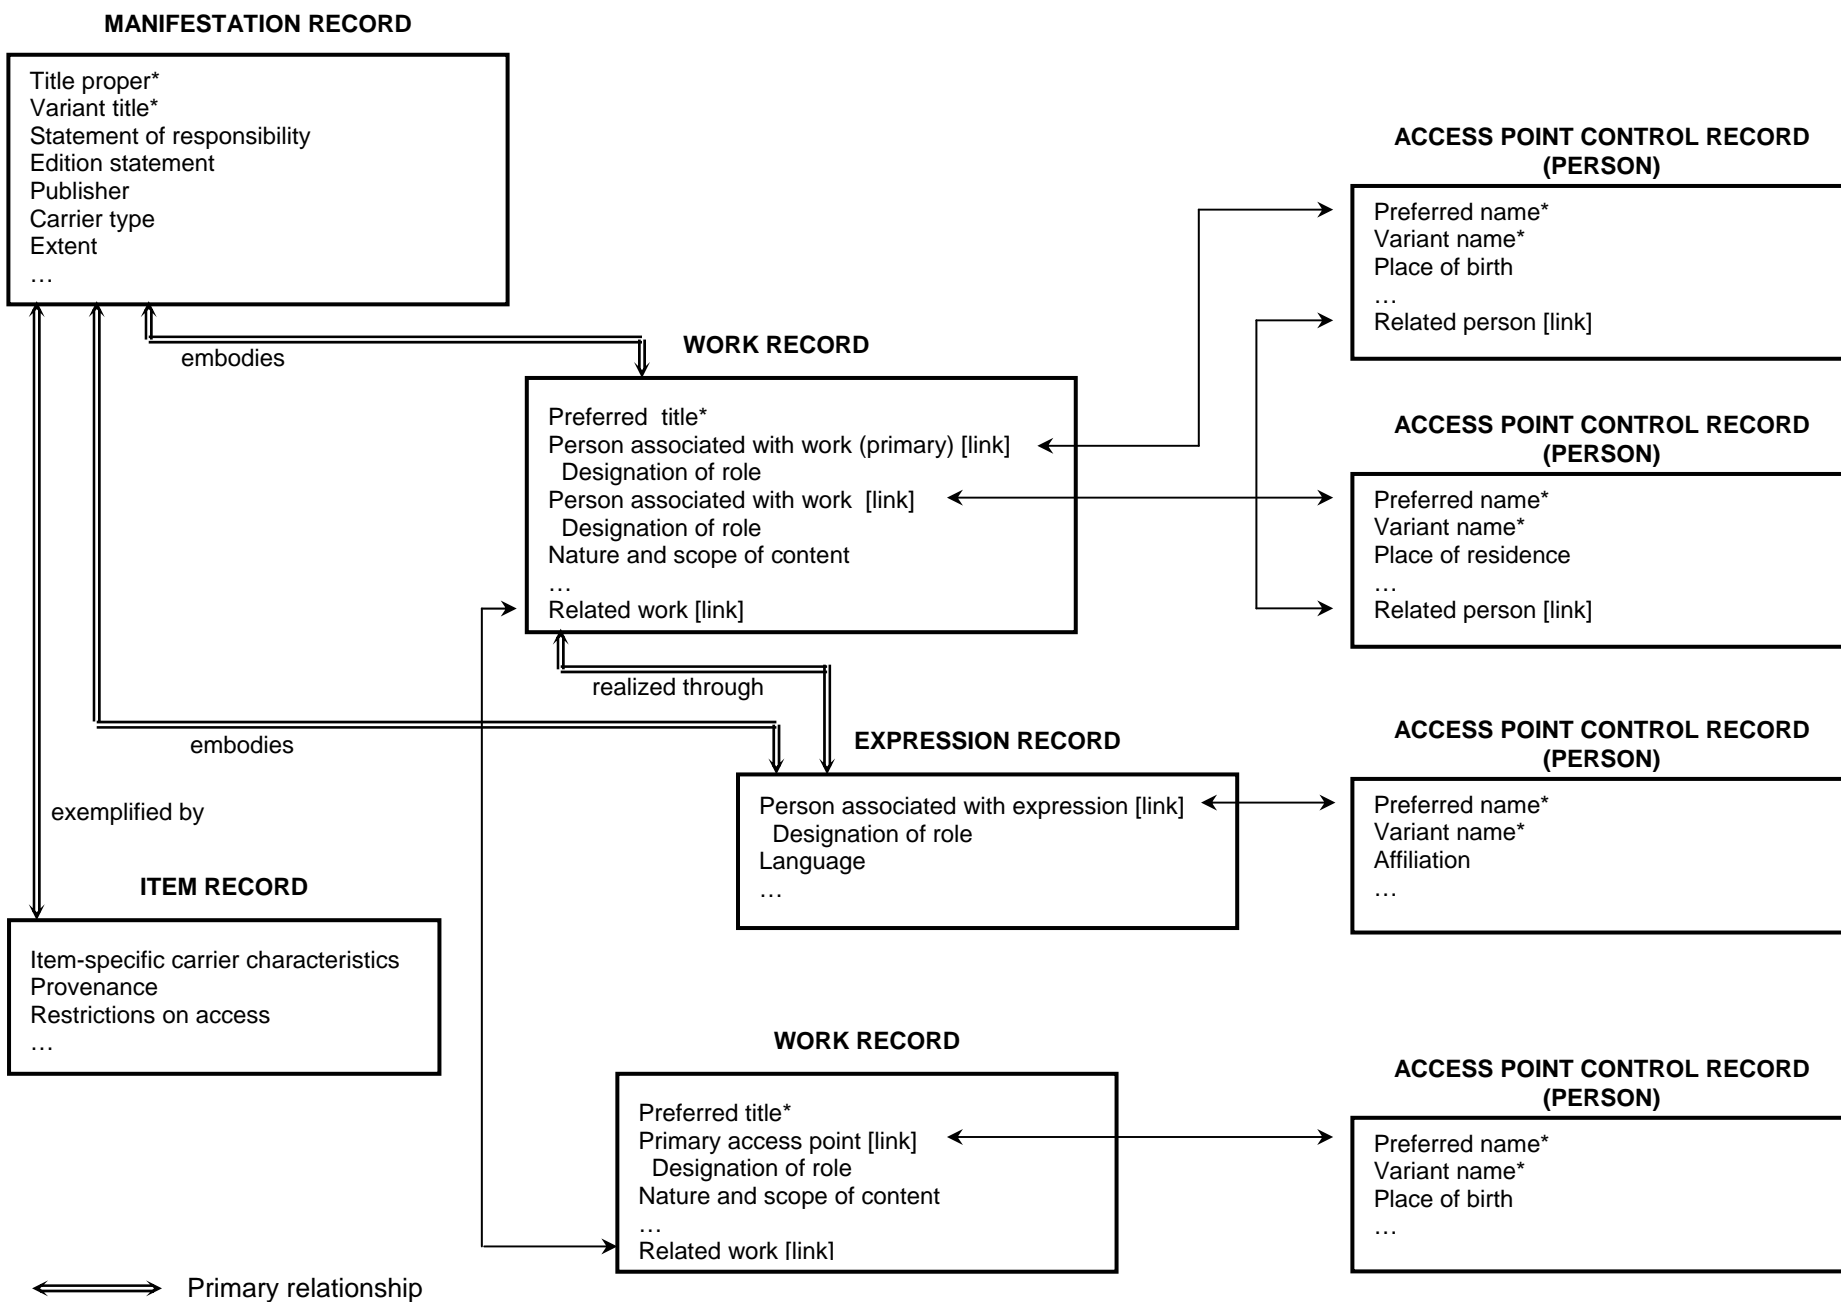 MANIFESTATION RECORD
Title proper*
Variant title*
Statement of responsibility
Edition statement
Publisher
Carrier type
Extent
…
embodies
WORK RECORD
Preferred  title*
Person associated with work (primary) [link]
Designation of role
Person associated with work  [link]
Designation of role
Nature and scope of content
…
Related work [link]
realized through
embodies
exemplified by
EXPRESSION RECORD
Person associated with expression [link]
Designation of role
Language
…
ITEM RECORD
Item-specific carrier characteristics
Provenance
Restrictions on access
…
WORK RECORD
Preferred title*
Primary access point [link]
Designation of role
Nature and scope of content
…
Related work [link]
ACCESS POINT CONTROL RECORD
(PERSON)
Preferred name*
Variant name*
Place of birth
…
Related person [link]
ACCESS POINT CONTROL RECORD
(PERSON)
Preferred name*
Variant name*
Place of residence
…
Related person [link]
ACCESS POINT CONTROL RECORD
(PERSON)
Preferred name*
Variant name*
Affiliation
…
ACCESS POINT CONTROL RECORD
(PERSON)
Preferred name*
Variant name*
Place of birth
…
Primary relationship